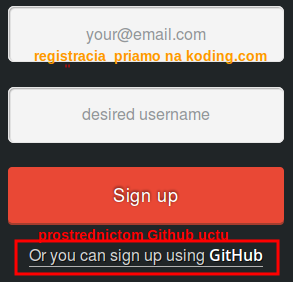 your@email.com
registracia priamo na koding.com
desired username
Sign up
prostrednictom Github uctu
Or you can sign up using GitHub